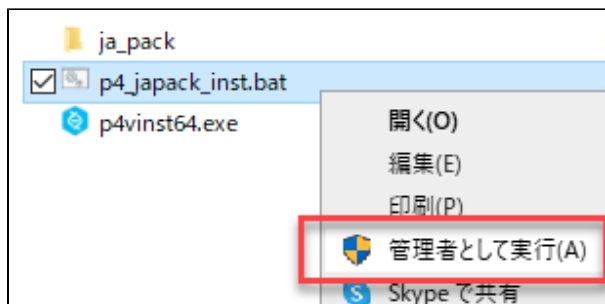 ja_pack
p4_japack_inst.bat
p4vinst64.exe
開く(O)
編集(E)
印刷(P)
管理者として実行(A)
Skype で共有